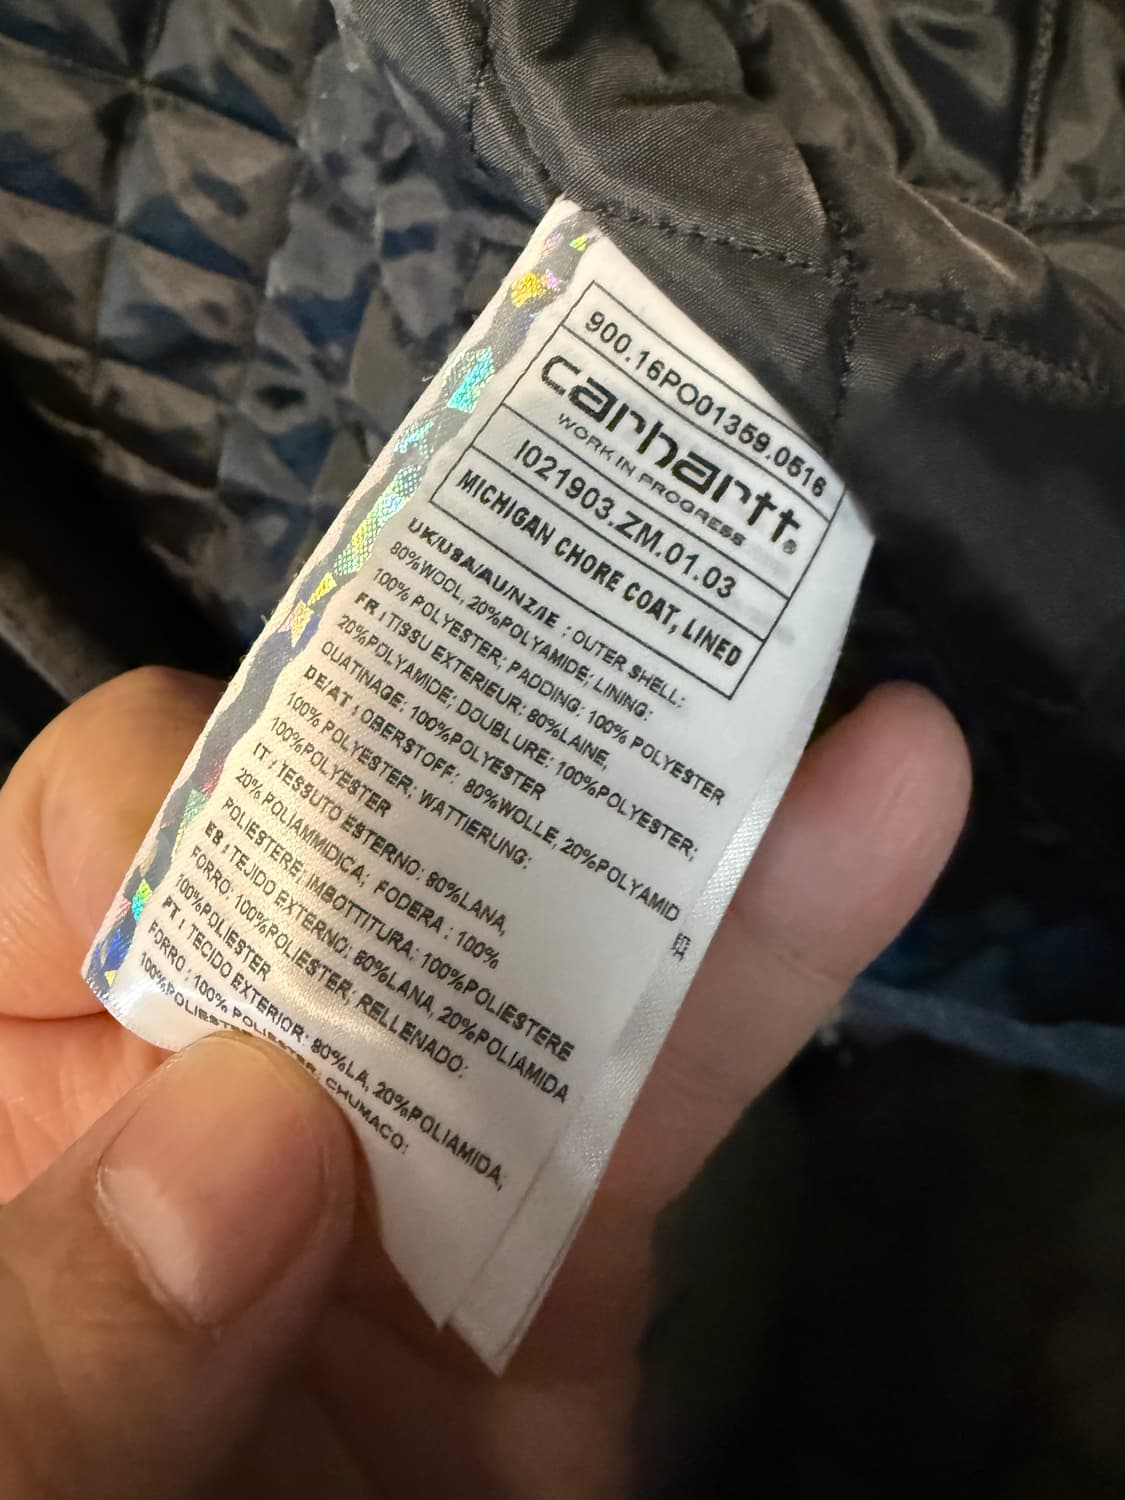 900.16PO01359.0516
carhartt®
WORK IN PROGRESS
I021903.ZM.01.03
MICHIGAN CHORE COAT, LINED
UK/USA/AU/NZ/IE : OUTER SHELL:
80%WOOL, 20%POLYAMIDE; LINING:
100% POLYESTER; PADDING: 100% POLYESTER
FR : TISSU EXTERIEUR: 80%LAINE,
20%POLYAMIDE; DOUBLURE: 100%POLYESTER;
OUATINAGE: 100%POLYESTER
DE/AT : OBERSTOFF: 80%WOLLE, 20%POLYAMID
100% POLYESTER; WATTIERUNG:
100%POLYESTER
IT : TESSUTO ESTERNO: 80%LANA,
20% POLIAMMIDICA; FODERA : 100%
POLIESTERE; IMBOTTITURA: 100%POLIESTERE
ES : TEJIDO EXTERNO: 80%LANA, 20%POLIAMIDA
FORRO: 100%POLIESTER; RELLENADO:
100%POLIESTER
PT : TECIDO EXTERIOR: 80%LA, 20%POLIAMIDA,
FORRO : 100% POLIESTER; CHUMACO:
100%POLIESTER